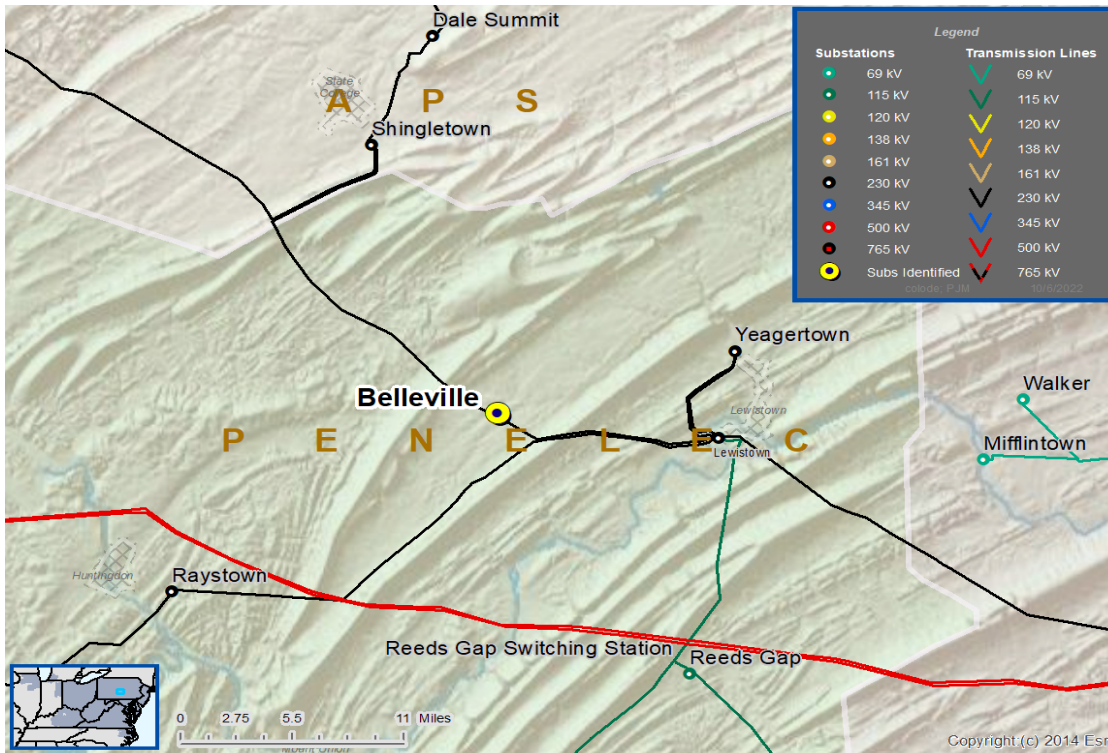 Dale Summit
State
College
A P S
Shingletown
Legend
Substations Transmission Lines
69 kV 69 kV
115 kV 115 kV
120 kV 120 kV
138 kV 138 kV
161 kV 161 kV
230 kV 230 kV
345 kV 345 kV
500 kV 500 kV
765 kV 765 kV
Subs Identified
colode, PJM 10/6/2022
Yeagertown
Belleville
Lewistown
Walker
P E N E L E C
Mifflintown
Lewistown
Huntingdon
Raystown
Reeds Gap Switching Station
Reeds Gap
0 2.75 5.5 11 Miles
Mount Union
Copyright:(c) 2014 Esr